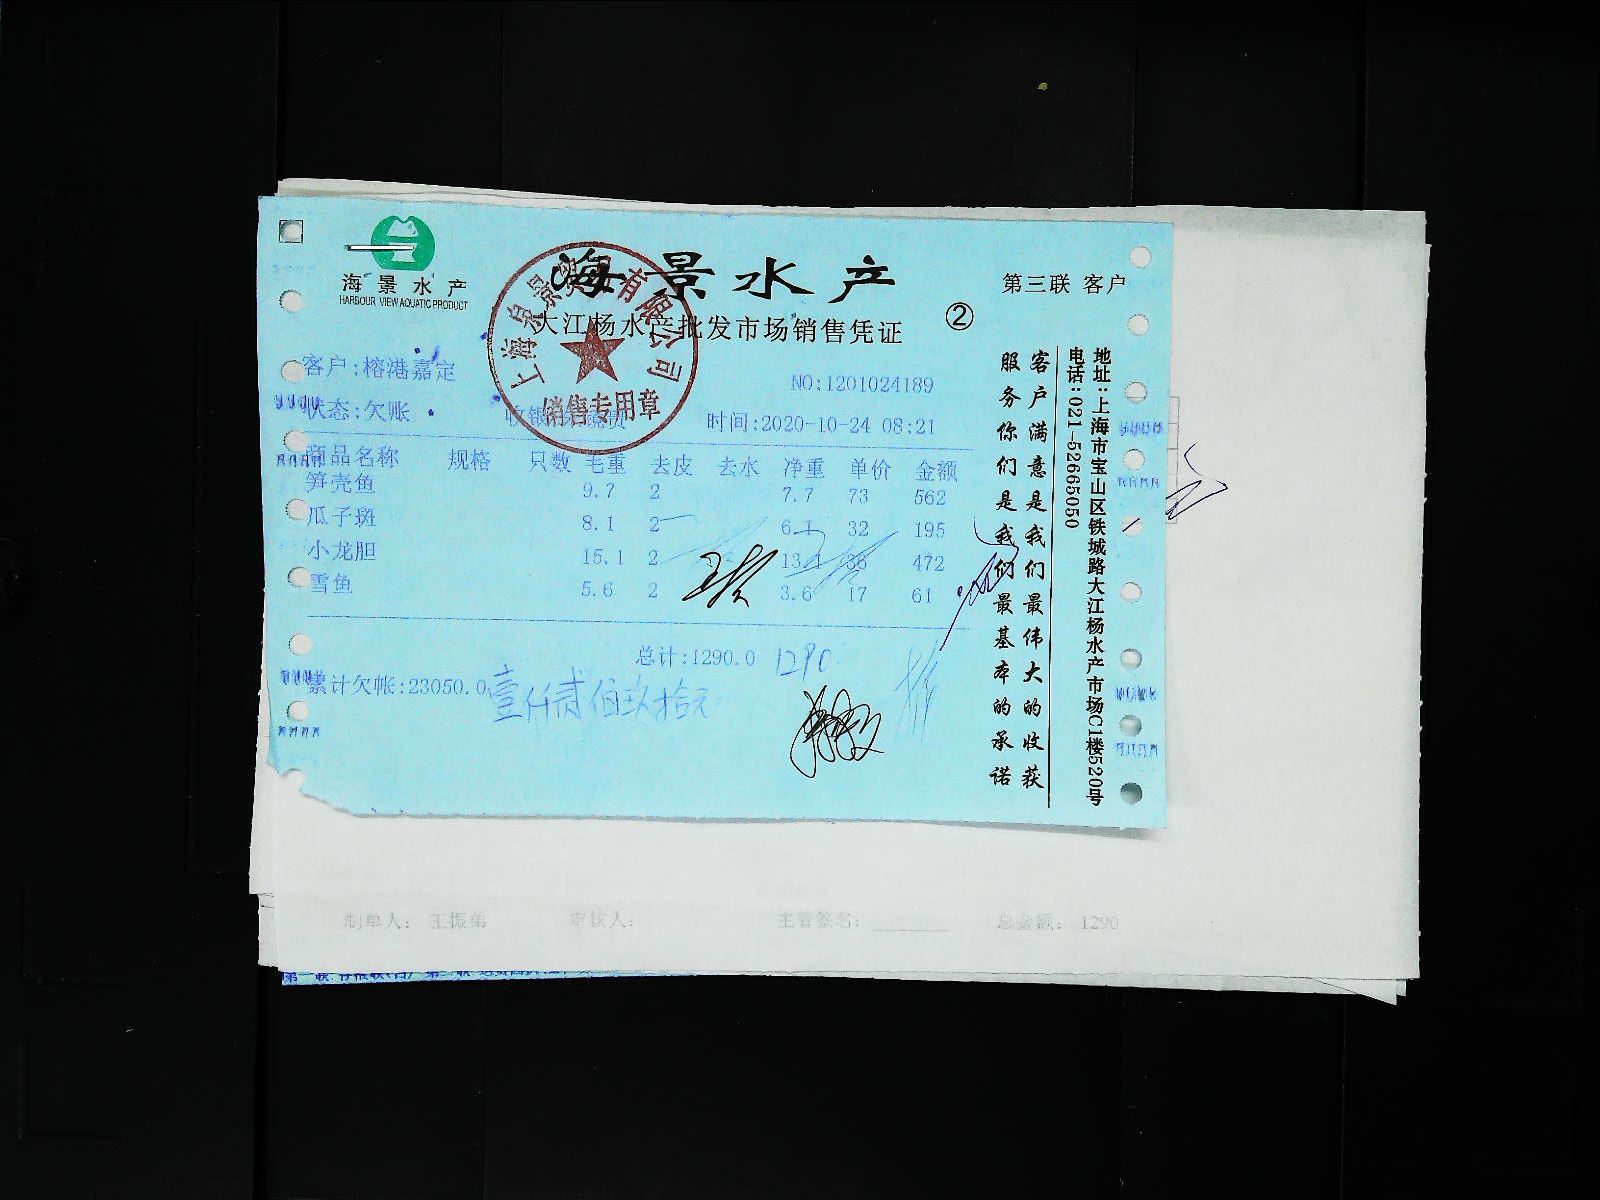 海景水产
HARBOUR VIEW AQUATIC PRODUCT
海景水产
第三联 客户
大江杨水产批发市场销售凭证
②
上海 景 有限公司
销售专用章
客户:榕港嘉定
NO:1201024189
状态:欠账
收银
时间:2020-10-24 08:21
商品名称 规格 只数 毛重 去皮 去水 净重 单价 金额
笋壳鱼 9.7 2 7.7 73 562
瓜子斑 8.1 2 6.1 32 195
小龙胆 15.1 2 13.1 36 472
雪鱼 5.6 2 3.6 17 61
总计:1290.0 1290
累计欠帐:23050.0
壹仟贰佰玖拾元
客户满意是我们最伟大的收获
服务你们是我们最基本的承诺
地址:上海市宝山区铁城路大江杨水产市场C1楼520号
电话:021-52665050
制单人: 王振弟 审核人: 主管签名: 总金额: 1290